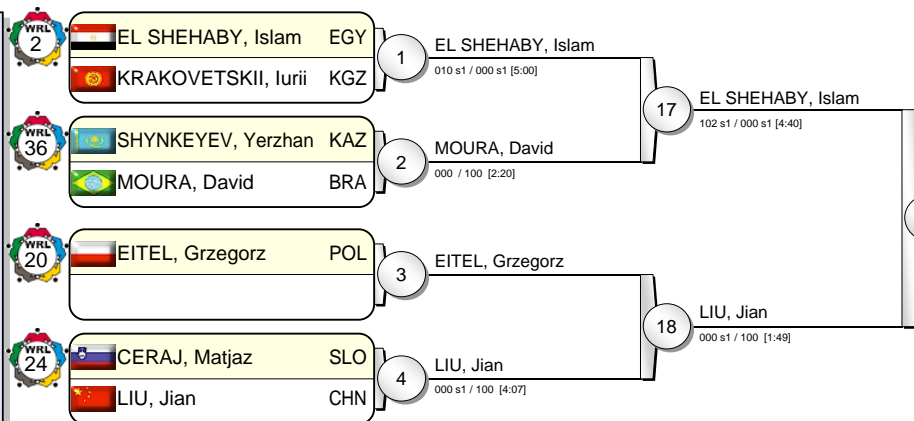 WRL 2
EL SHEHABY, Islam EGY
KRAKOVETSKII, Iurii KGZ
1
EL SHEHABY, Islam
010 s1 / 000 s1 [5:00]
WRL 36
SHYNKEYEV, Yerzhan KAZ
MOURA, David BRA
2
MOURA, David
000 / 100 [2:20]
17
EL SHEHABY, Islam
102 s1 / 000 s1 [4:40]
WRL 20
EITEL, Grzegorz POL
3
EITEL, Grzegorz
WRL 24
CERAJ, Matjaz SLO
LIU, Jian CHN
4
LIU, Jian
000 s1 / 100 [4:07]
18
LIU, Jian
000 s1 / 100 [1:49]